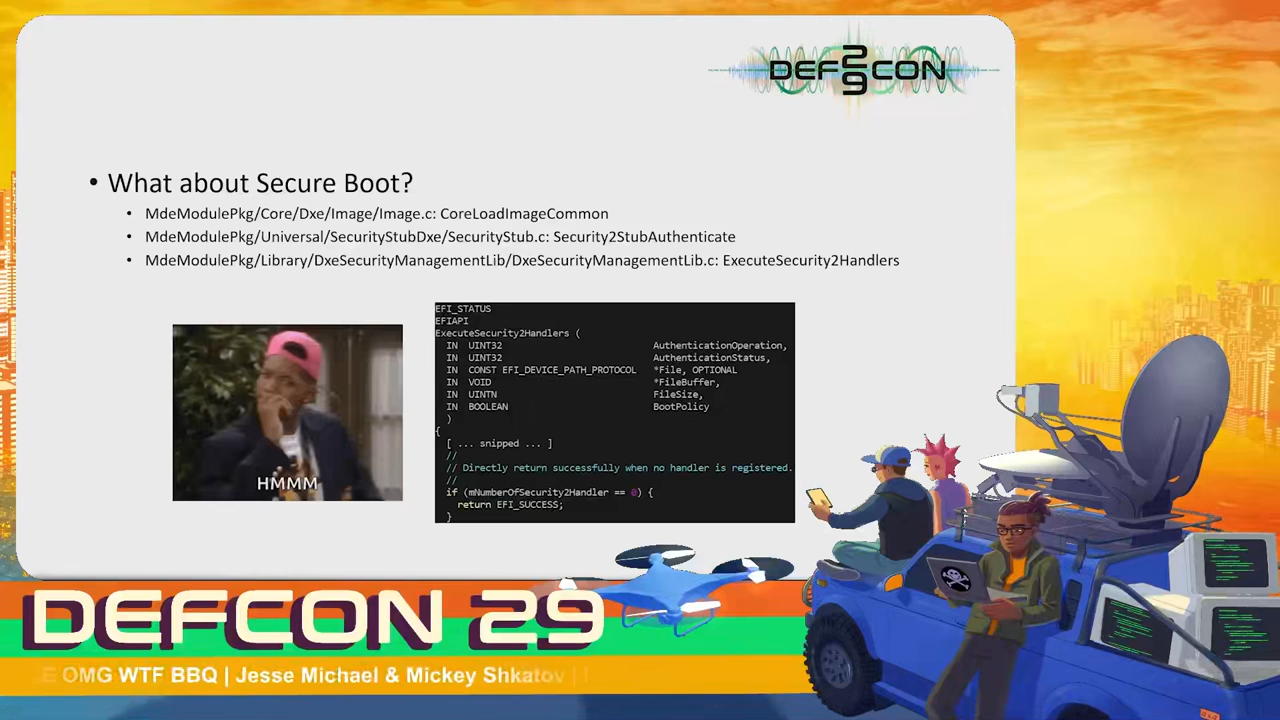 DEF CON
29
• What about Secure Boot?
• MdeModulePkg/Core/Dxe/Image/Image.c: CoreLoadImageCommon
• MdeModulePkg/Universal/SecurityStubDxe/SecurityStub.c: Security2StubAuthenticate
• MdeModulePkg/Library/DxeSecurityManagementLib/DxeSecurityManagementLib.c: ExecuteSecurity2Handlers
HMMM
EFI_STATUS
EFIAPI
ExecuteSecurity2Handlers (
IN UINT32 AuthenticationOperation,
IN UINT32 AuthenticationStatus,
IN CONST EFI_DEVICE_PATH_PROTOCOL *File, OPTIONAL
IN VOID *FileBuffer,
IN UINTN FileSize,
IN BOOLEAN BootPolicy
)
{
[ ... snipped ... ]
//
// Directly return successfully when no handler is registered.
//
if (mNumberOfSecurity2Handler == 0) {
return EFI_SUCCESS;
}
DEFCON 29
E OMG WTF BBQ | Jesse Michael & Mickey Shkatov |